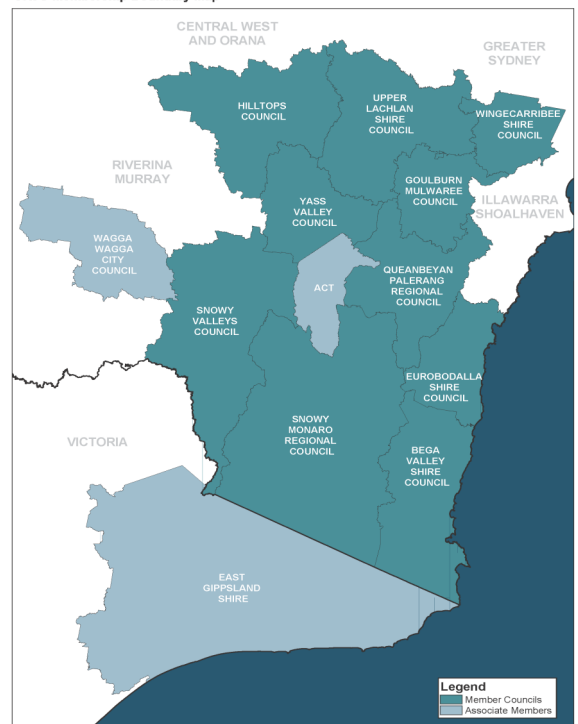 CENTRAL WEST
AND ORANA
GREATER
SYDNEY
HILLTOPS
COUNCIL
UPPER
LACHLAN
SHIRE
COUNCIL
WINGECARRIBEE
SHIRE
COUNCIL
RIVERINA
MURRAY
GOULBURN
MULWAREE
COUNCIL
ILLAWARRA
SHOALHAVEN
YASS
VALLEY
COUNCIL
WAGGA
WAGGA
CITY
COUNCIL
ACT
QUEANBEYAN
PALERANG
REGIONAL
COUNCIL
SNOWY
VALLEYS
COUNCIL
EUROBODALLA
SHIRE
COUNCIL
SNOWY
MONARO
REGIONAL
COUNCIL
VICTORIA
BEGA
VALLEY
SHIRE
COUNCIL
EAST
GIPPSLAND
SHIRE
Legend
Member Councils
Associate Members